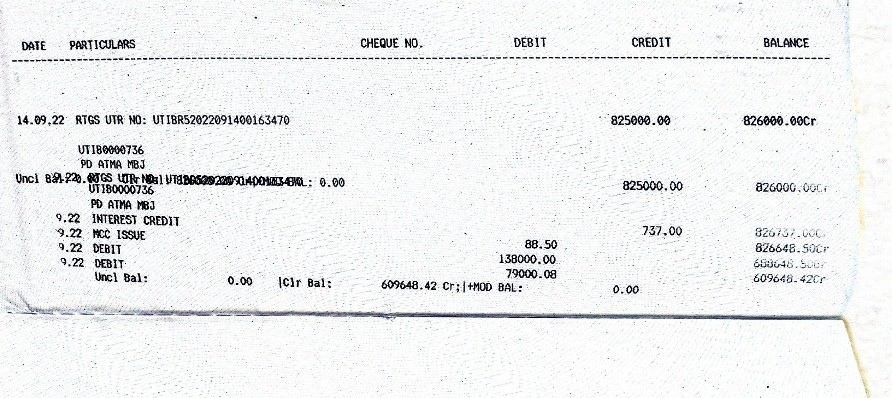 DATE PARTICULARS CHEQUE NO. DEBIT CREDIT BALANCE
14.09.22 RTGS UTR NO: UTIBR52022091400163470 825000.00 826000.00Cr
UTIB0000736
PD ATMA MBJ
Uncl Bal: 0.00 BAL: 0.00
9.22 RTGS UTR NO: UTIBR52022091400163470 825000.00 826000.00Cr
UTIB0000736
PD ATMA MBJ
9.22 INTEREST CREDIT 737.00 826737.00Cr
9.22 MCC ISSUE 88.50 826648.50Cr
9.22 DEBIT 138000.00 688648.50Cr
9.22 DEBIT 79000.08 609648.42Cr
Uncl Bal: 0.00 |Clr Bal: 609648.42 Cr;|+MOD BAL: 0.00